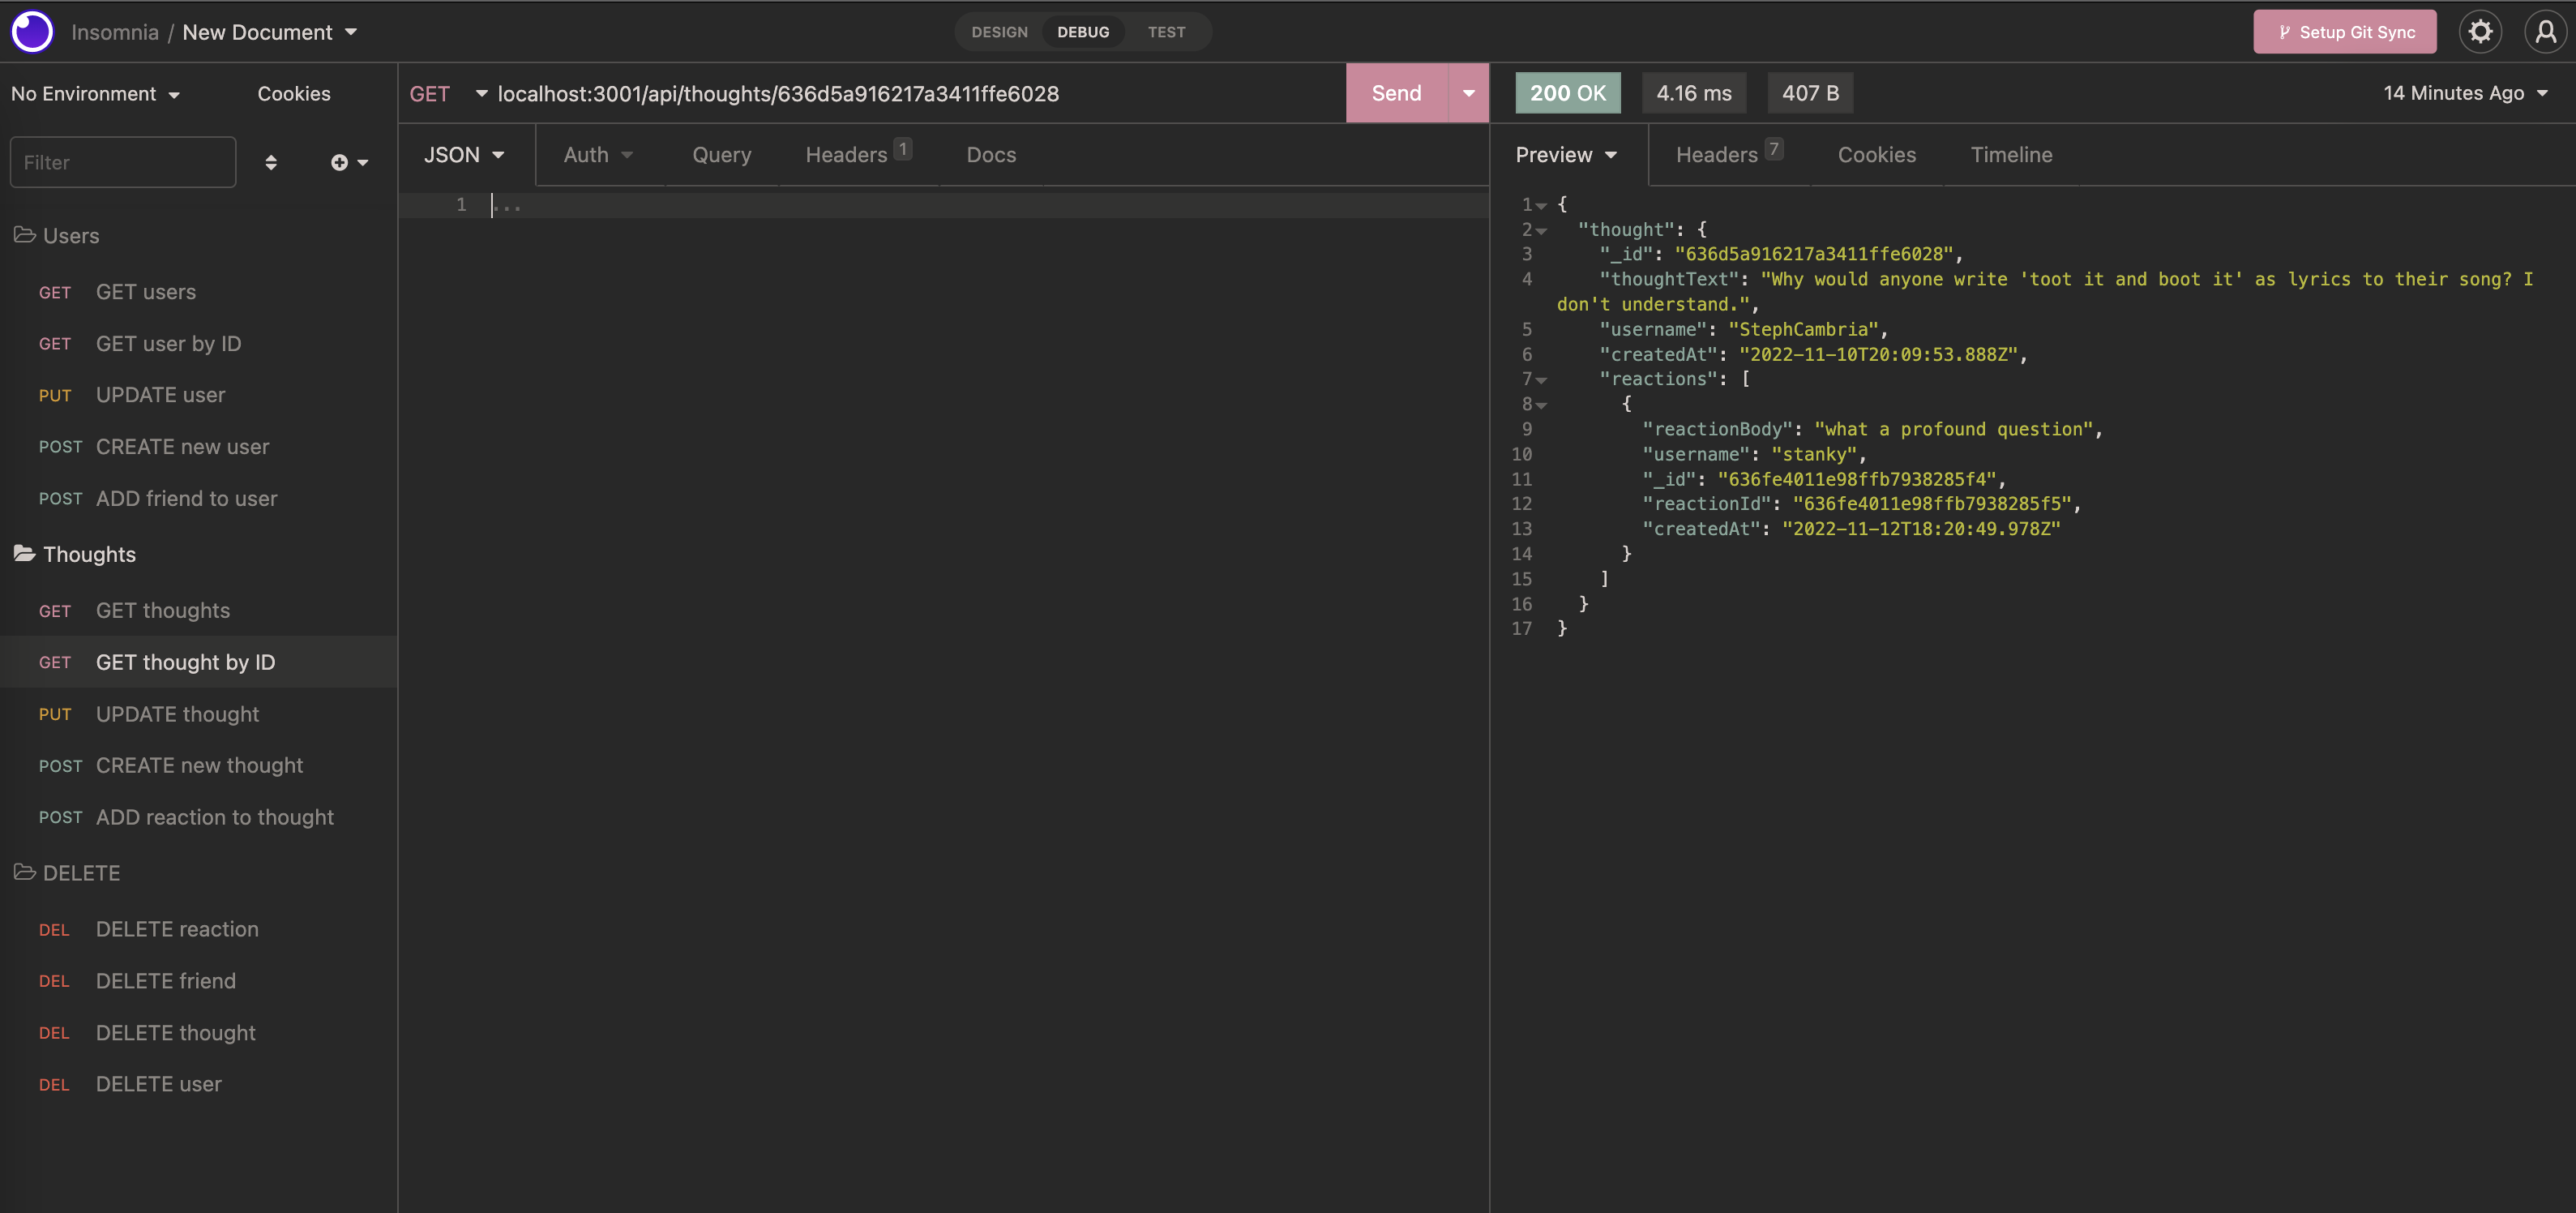 Insomnia / New Document
DESIGN DEBUG TEST
Setup Git Sync
No Environment Cookies
GET localhost:3001/api/thoughts/636d5a916217a3411ffe6028 Send
200 OK 4.16 ms 407 B 14 Minutes Ago
Filter
JSON Auth Query Headers 1 Docs
Preview Headers 7 Cookies Timeline
Users
GET GET users
GET GET user by ID
PUT UPDATE user
POST CREATE new user
POST ADD friend to user
Thoughts
GET GET thoughts
GET GET thought by ID
PUT UPDATE thought
POST CREATE new thought
POST ADD reaction to thought
DELETE
DEL DELETE reaction
DEL DELETE friend
DEL DELETE thought
DEL DELETE user
1 ...
1 {
2 "thought": {
3 "_id": "636d5a916217a3411ffe6028",
4 "thoughtText": "Why would anyone write 'toot it and boot it' as lyrics to their song? I
don't understand.",
5 "username": "StephCambria",
6 "createdAt": "2022-11-10T20:09:53.888Z",
7 "reactions": [
8 {
9 "reactionBody": "what a profound question",
10 "username": "stanky",
11 "_id": "636fe4011e98ffb7938285f4",
12 "reactionId": "636fe4011e98ffb7938285f5",
13 "createdAt": "2022-11-12T18:20:49.978Z"
14 }
15 ]
16 }
17 }